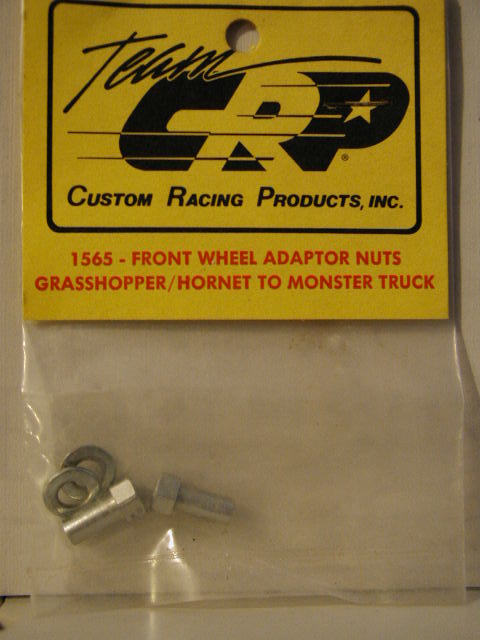 Team
CRP®
CUSTOM RACING PRODUCTS, INC.
1565 - FRONT WHEEL ADAPTOR NUTS
GRASSHOPPER/HORNET TO MONSTER TRUCK